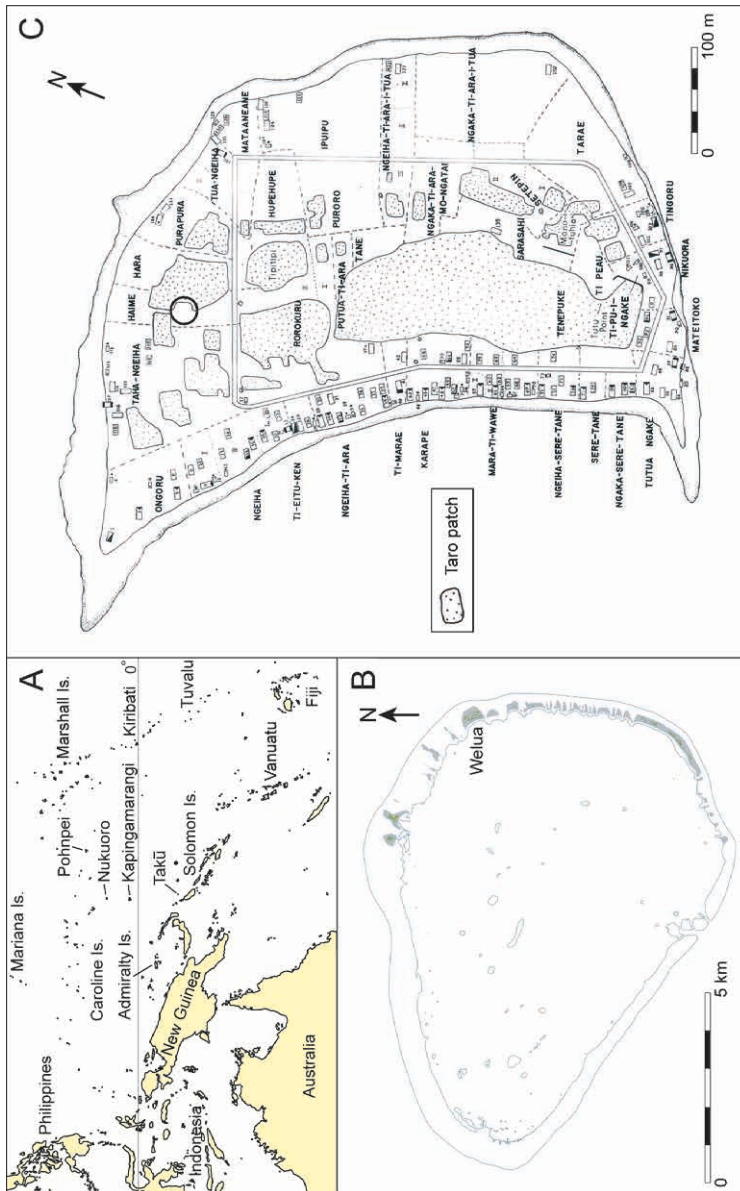 A
Mariana Is.
Philippines
Marshall Is.
Pohnpei
Caroline Is.
Nukuoro
Admiralty Is.
Kapingamarangi
Kiribati
0°
Takū
Solomon Is.
Tuvalu
New Guinea
Indonesia
Vanuatu
Fiji
Australia
B
N
Welua
5 km
0
C
N
TUA-NGEIHA
MATAANEANE
PURAPURA
HARA
HAIME
TAHA-NGEIHA
ONGORU
HUPEHUPE
IPUIPU
Tipitipi
ROROKURU
PURORO
TANE
PUTUA-TI-ARA
NGEIHA-TI-ARA-I-TUA
NGAKA-TI-ARA-
MO-NGATAI
NGAKA-TI-ARA-I-TUA
SETEPIN
SARASAHI
TARAE
TENEPUKE
TI PEAU
TI-PU-I-
NGAKE
TINGORU
NIKUORA
MATEITOKO
NGEIHA
TI-EITU-KEN
NGEIHA-TI-ARA
TI-MARAE
KARAPE
MARA-TI-WAWE
NGEIHA-SERE-TANE
SERE-TANE
NGAKA-SERE-TANE
TUTUA NGAKE
Taro patch
0
100 m